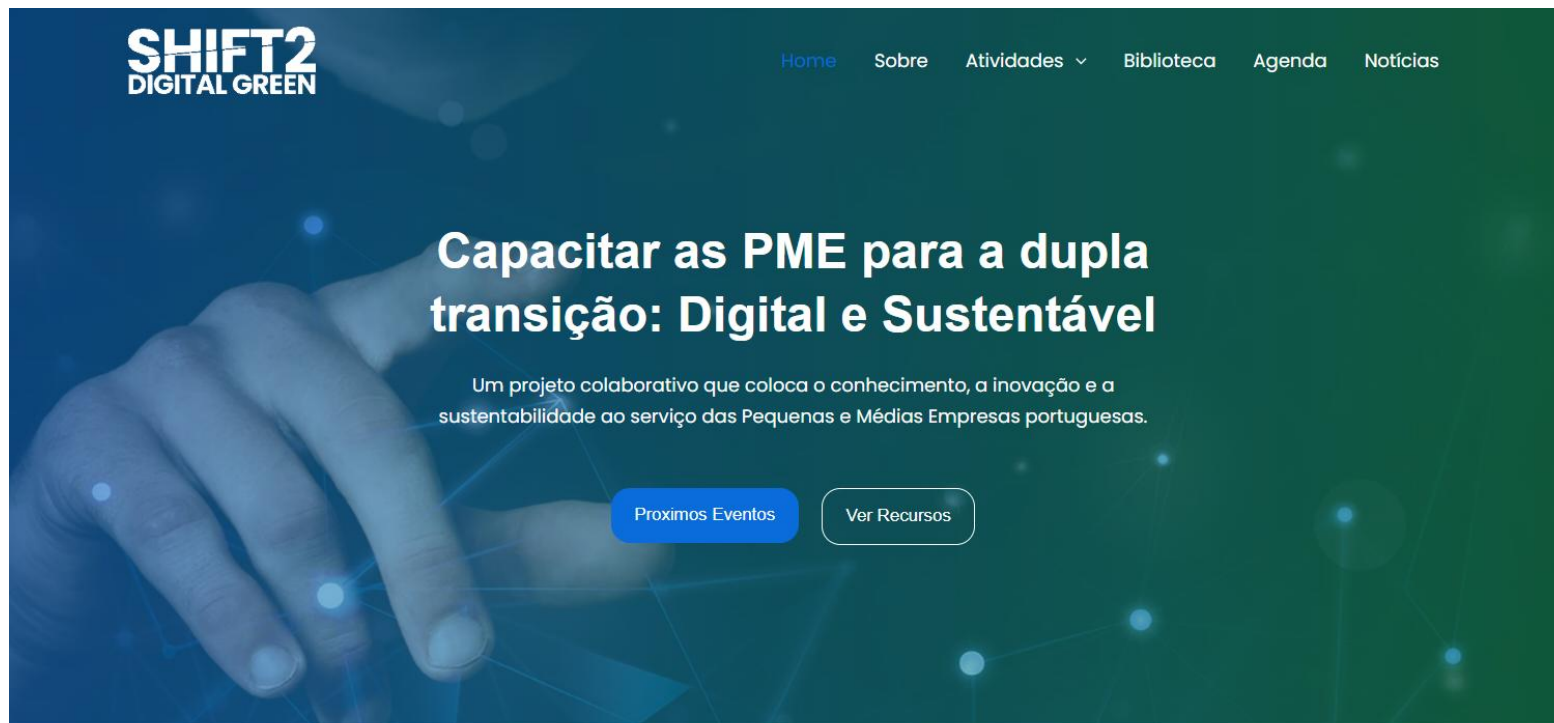 SHIFT2
DIGITAL GREEN
Home Sobre Atividades Biblioteca Agenda Notícias
Capacitar as PME para a dupla
transição: Digital e Sustentável
Um projeto colaborativo que coloca o conhecimento, a inovação e a
sustentabilidade ao serviço das Pequenas e Médias Empresas portuguesas.
Proximos Eventos Ver Recursos